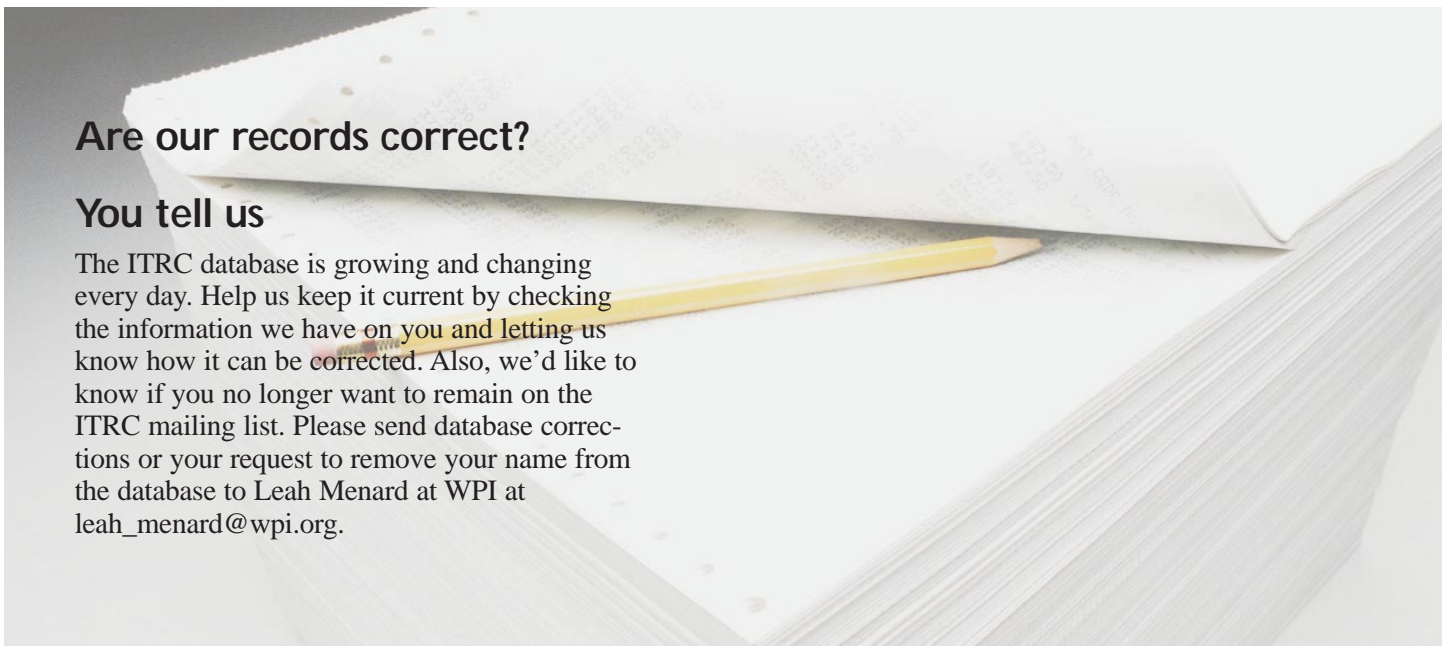 Are our records correct?
You tell us
The ITRC database is growing and changing
every day. Help us keep it current by checking
the information we have on you and letting us
know how it can be corrected. Also, we’d like to
know if you no longer want to remain on the
ITRC mailing list. Please send database correc-
tions or your request to remove your name from
the database to Leah Menard at WPI at
leah_menard@wpi.org.